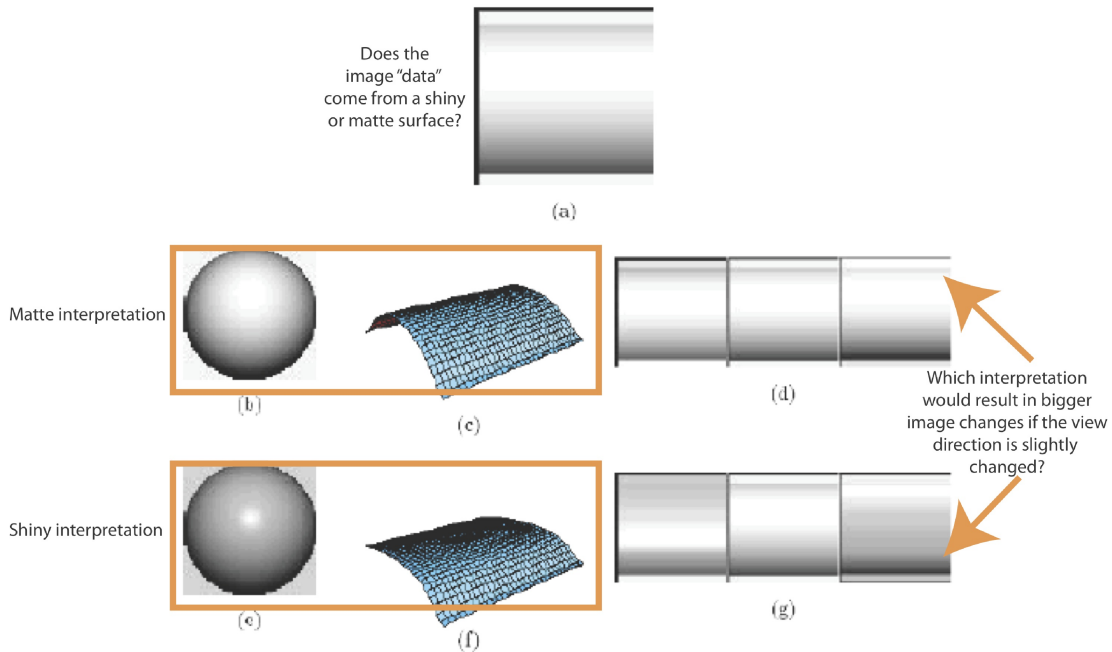 Does the
image “data”
come from a shiny
or matte surface?
(a)
Matte interpretation
(b)
(c)
(d)
Which interpretation
would result in bigger
image changes if the view
direction is slightly
changed?
Shiny interpretation
(e)
(f)
(g)